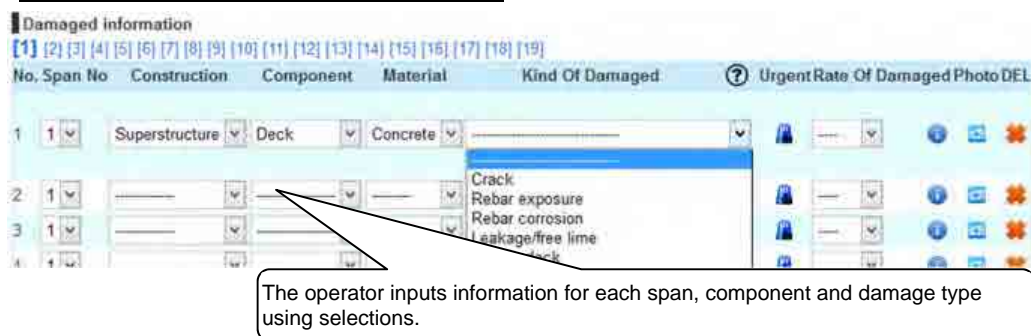 Damaged information
[1] [2] [3] [4] [5] [6] [7] [8] [9] [10] [11] [12] [13] [14] [15] [16] [17] [18] [19]
No. Span No Construction Component Material Kind Of Damaged ? Urgent Rate Of Damaged Photo DEL
1 1 Superstructure Deck Concrete ------------------------------ ----
Crack
2 1 ------------ ------------ ------ Rebar exposure ----
Rebar corrosion
3 1 ------------ Leakage/free lime ----
4 1
The operator inputs information for each span, component and damage type
using selections.